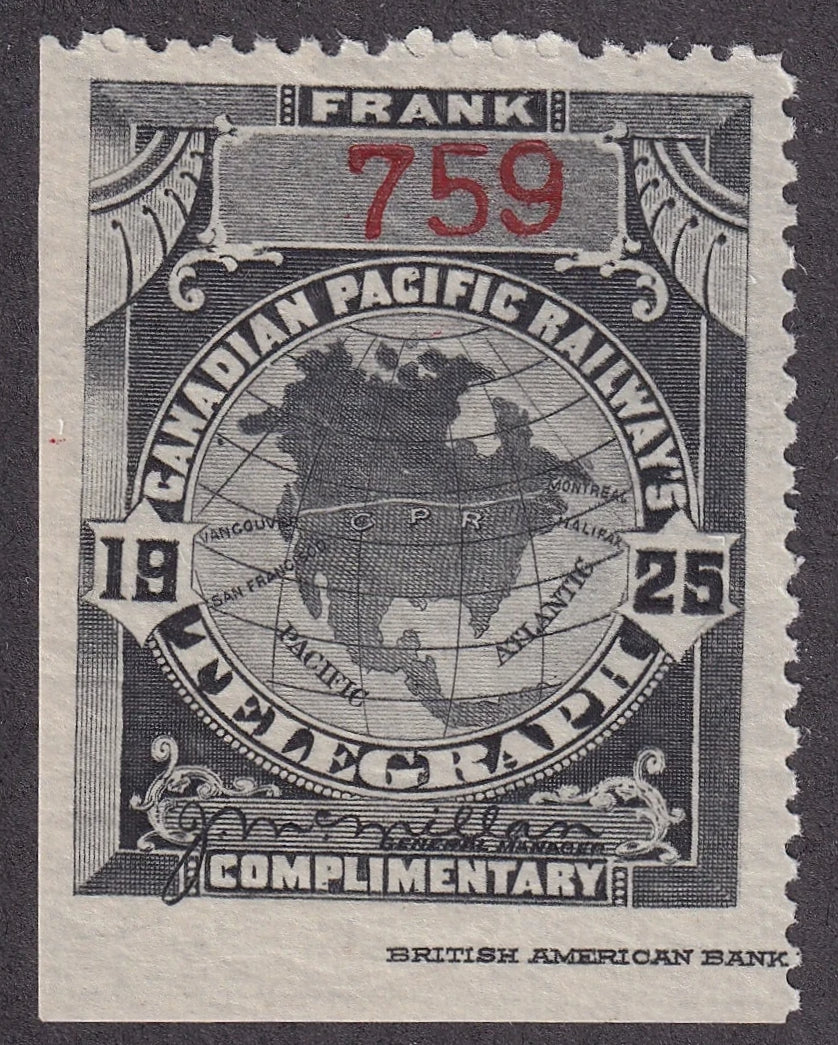 FRANK
759
CANADIAN PACIFIC RAILWAY'S
MONTREAL
VANCOUVER
C P R
HALIFAX
19
25
SAN FRANCISCO
ATLANTIC
PACIFIC
TELEGRAPH
J. McMillan
GENERAL MANAGER
COMPLIMENTARY
BRITISH AMERICAN BANK